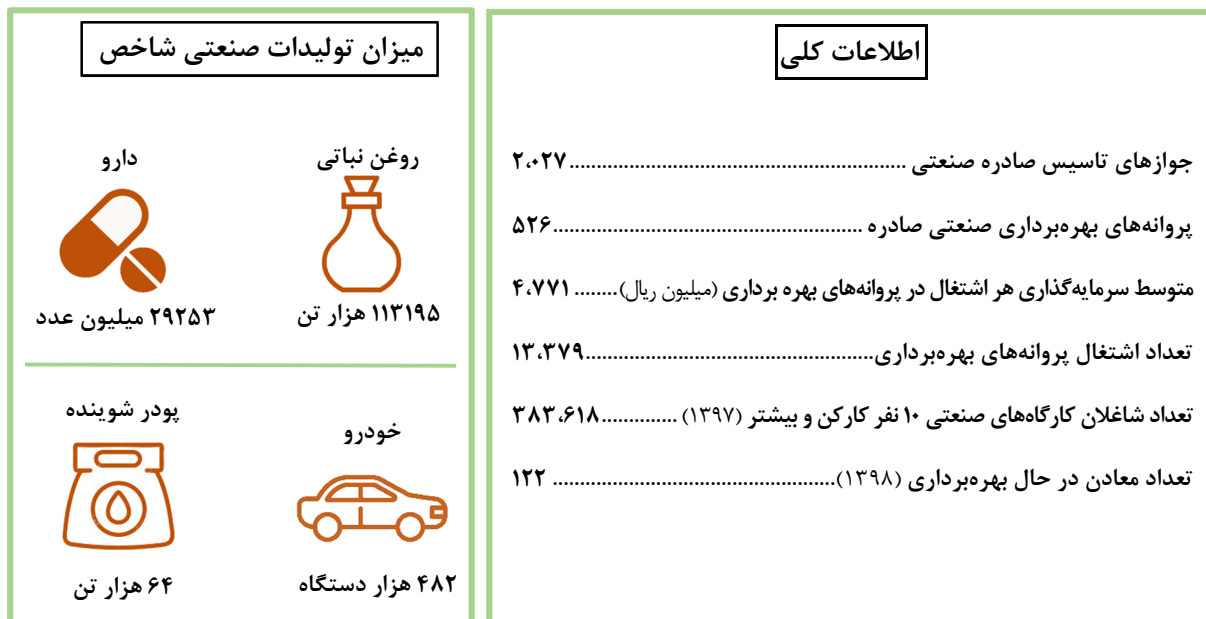 اطلاعات کلی
جوازهای تاسیس صادره صنعتی ............................................................. ۲،۰۲۷
پروانه‌های بهره‌برداری صنعتی صادره ........................................................ ۵۲۶
متوسط سرمایه‌گذاری هر اشتغال در پروانه‌های بهره برداری (میلیون ریال)........ ۴،۷۷۱
تعداد اشتغال پروانه‌های بهره‌برداری.................................................... ۱۳،۳۷۹
تعداد شاغلان کارگاه‌های صنعتی ۱۰ نفر کارکن و بیشتر (۱۳۹۷) .............. ۳۸۳،۶۱۸
تعداد معادن در حال بهره‌برداری (۱۳۹۸)................................................... ۱۲۲
میزان تولیدات صنعتی شاخص
روغن نباتی
۱۱۳۱۹۵ هزار تن
دارو
۲۹۲۵۳ میلیون عدد
خودرو
۴۸۲ هزار دستگاه
پودر شوینده
۶۴ هزار تن